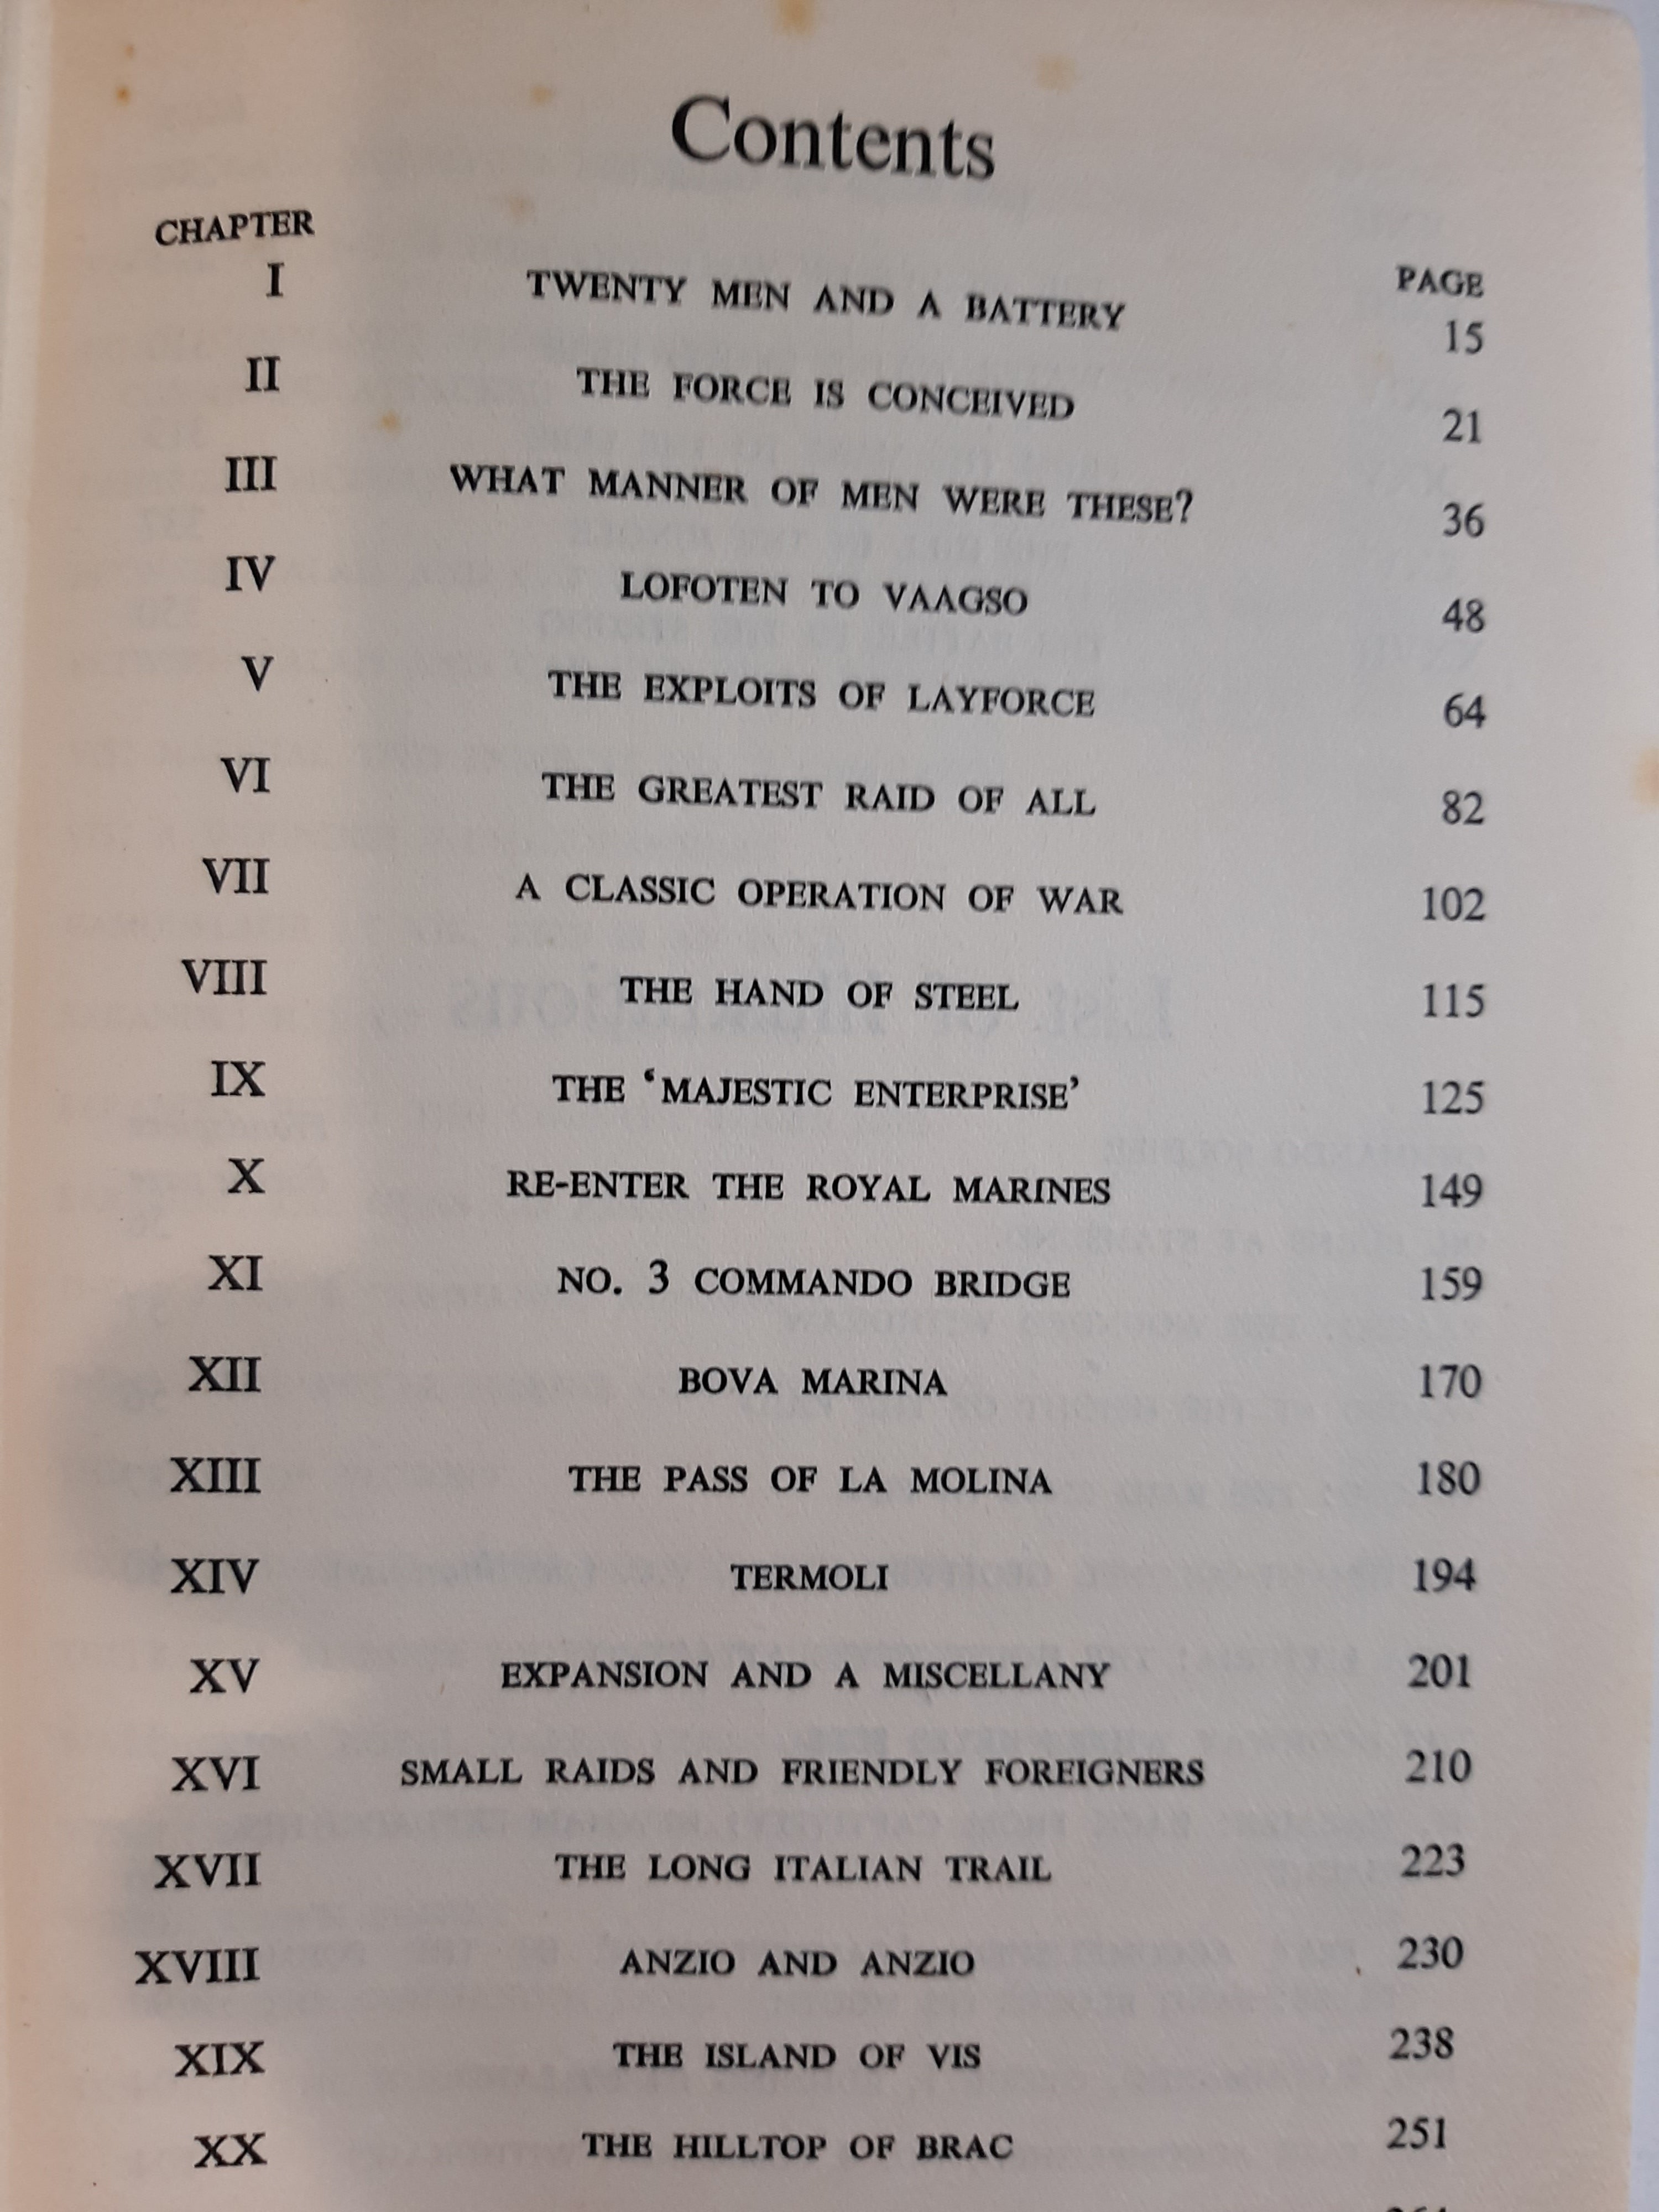 Contents
CHAPTER
PAGE
I TWENTY MEN AND A BATTERY 15
II THE FORCE IS CONCEIVED 21
III WHAT MANNER OF MEN WERE THESE? 36
IV LOFOTEN TO VAAGSO 48
V THE EXPLOITS OF LAYFORCE 64
VI THE GREATEST RAID OF ALL 82
VII A CLASSIC OPERATION OF WAR 102
VIII THE HAND OF STEEL 115
IX THE ‘MAJESTIC ENTERPRISE’ 125
X RE-ENTER THE ROYAL MARINES 149
XI NO. 3 COMMANDO BRIDGE 159
XII BOVA MARINA 170
XIII THE PASS OF LA MOLINA 180
XIV TERMOLI 194
XV EXPANSION AND A MISCELLANY 201
XVI SMALL RAIDS AND FRIENDLY FOREIGNERS 210
XVII THE LONG ITALIAN TRAIL 223
XVIII ANZIO AND ANZIO 230
XIX THE ISLAND OF VIS 238
XX THE HILLTOP OF BRAC 251